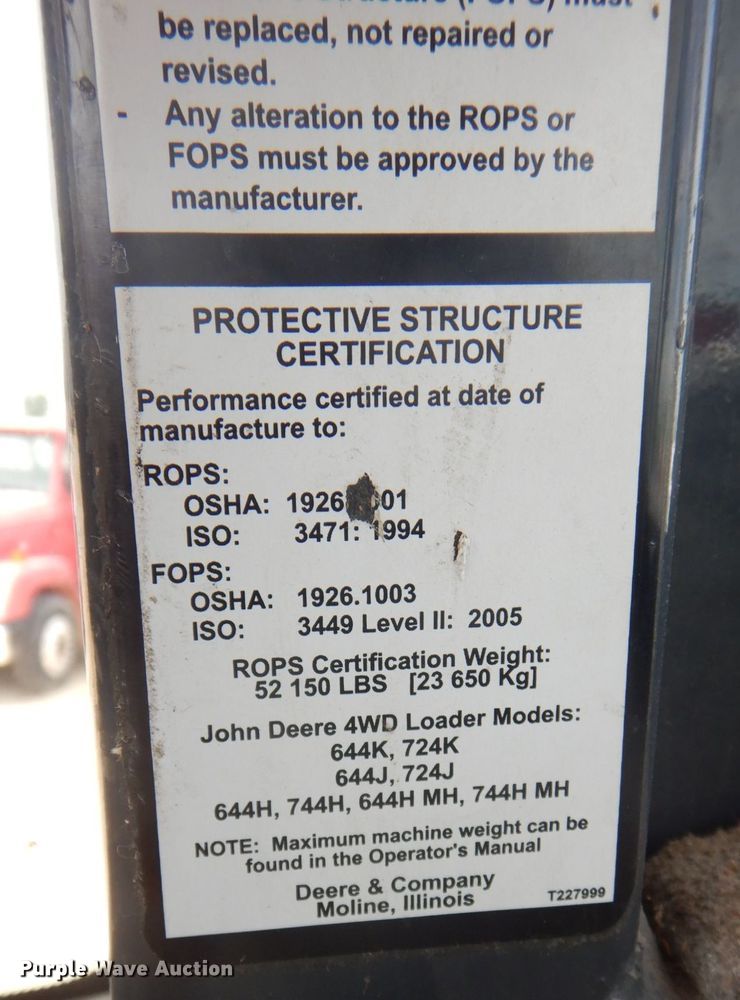 be replaced, not repaired or
revised.
- Any alteration to the ROPS or
FOPS must be approved by the
manufacturer.
PROTECTIVE STRUCTURE
CERTIFICATION
Performance certified at date of
manufacture to:
ROPS:
OSHA: 1926
ISO: 3471: 1994
FOPS:
OSHA: 1926.1003
ISO: 3449 Level II: 2005
ROPS Certification Weight:
52 150 LBS [23 650 Kg]
John Deere 4WD Loader Models:
644K, 724K
644J, 724J
644H, 744H, 644H MH, 744H MH
NOTE: Maximum machine weight can be
found in the Operator's Manual
Deere & Company
Moline, Illinois
T227999
Purple Wave Auction